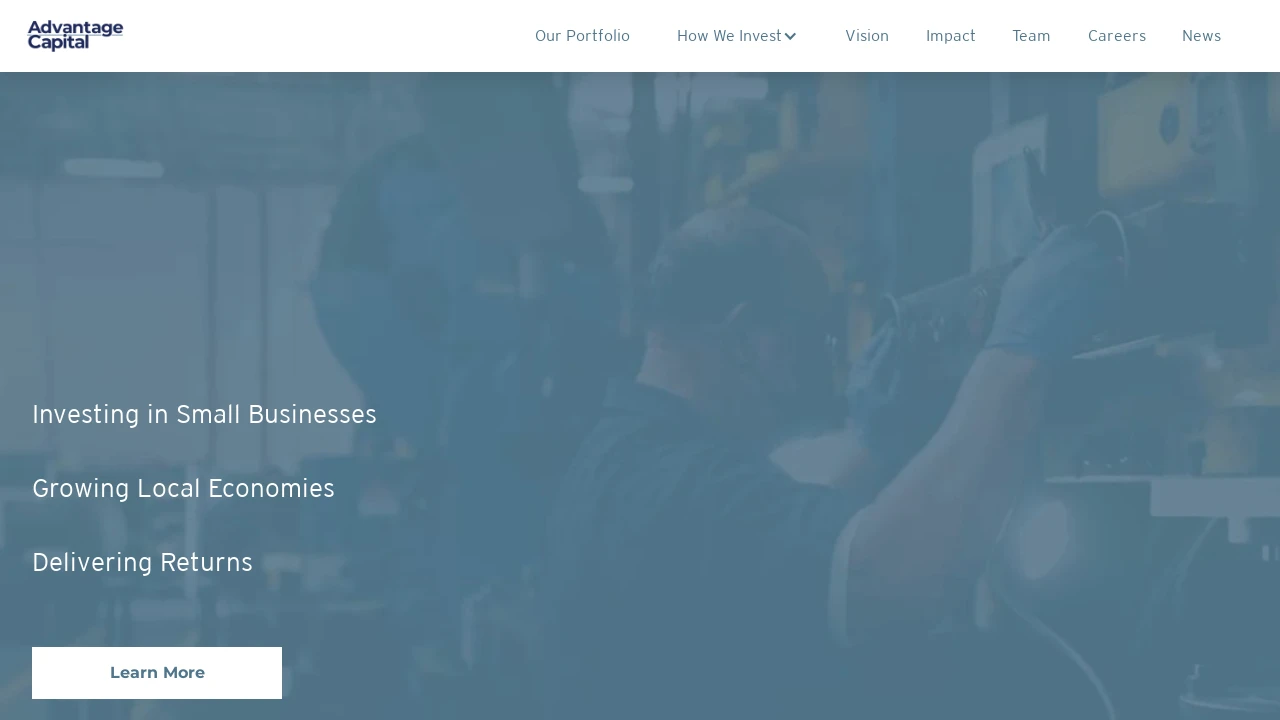 Advantage
Capital
Our Portfolio
How We Invest
Vision
Impact
Team
Careers
News
Investing in Small Businesses
Growing Local Economies
Delivering Returns
Learn More